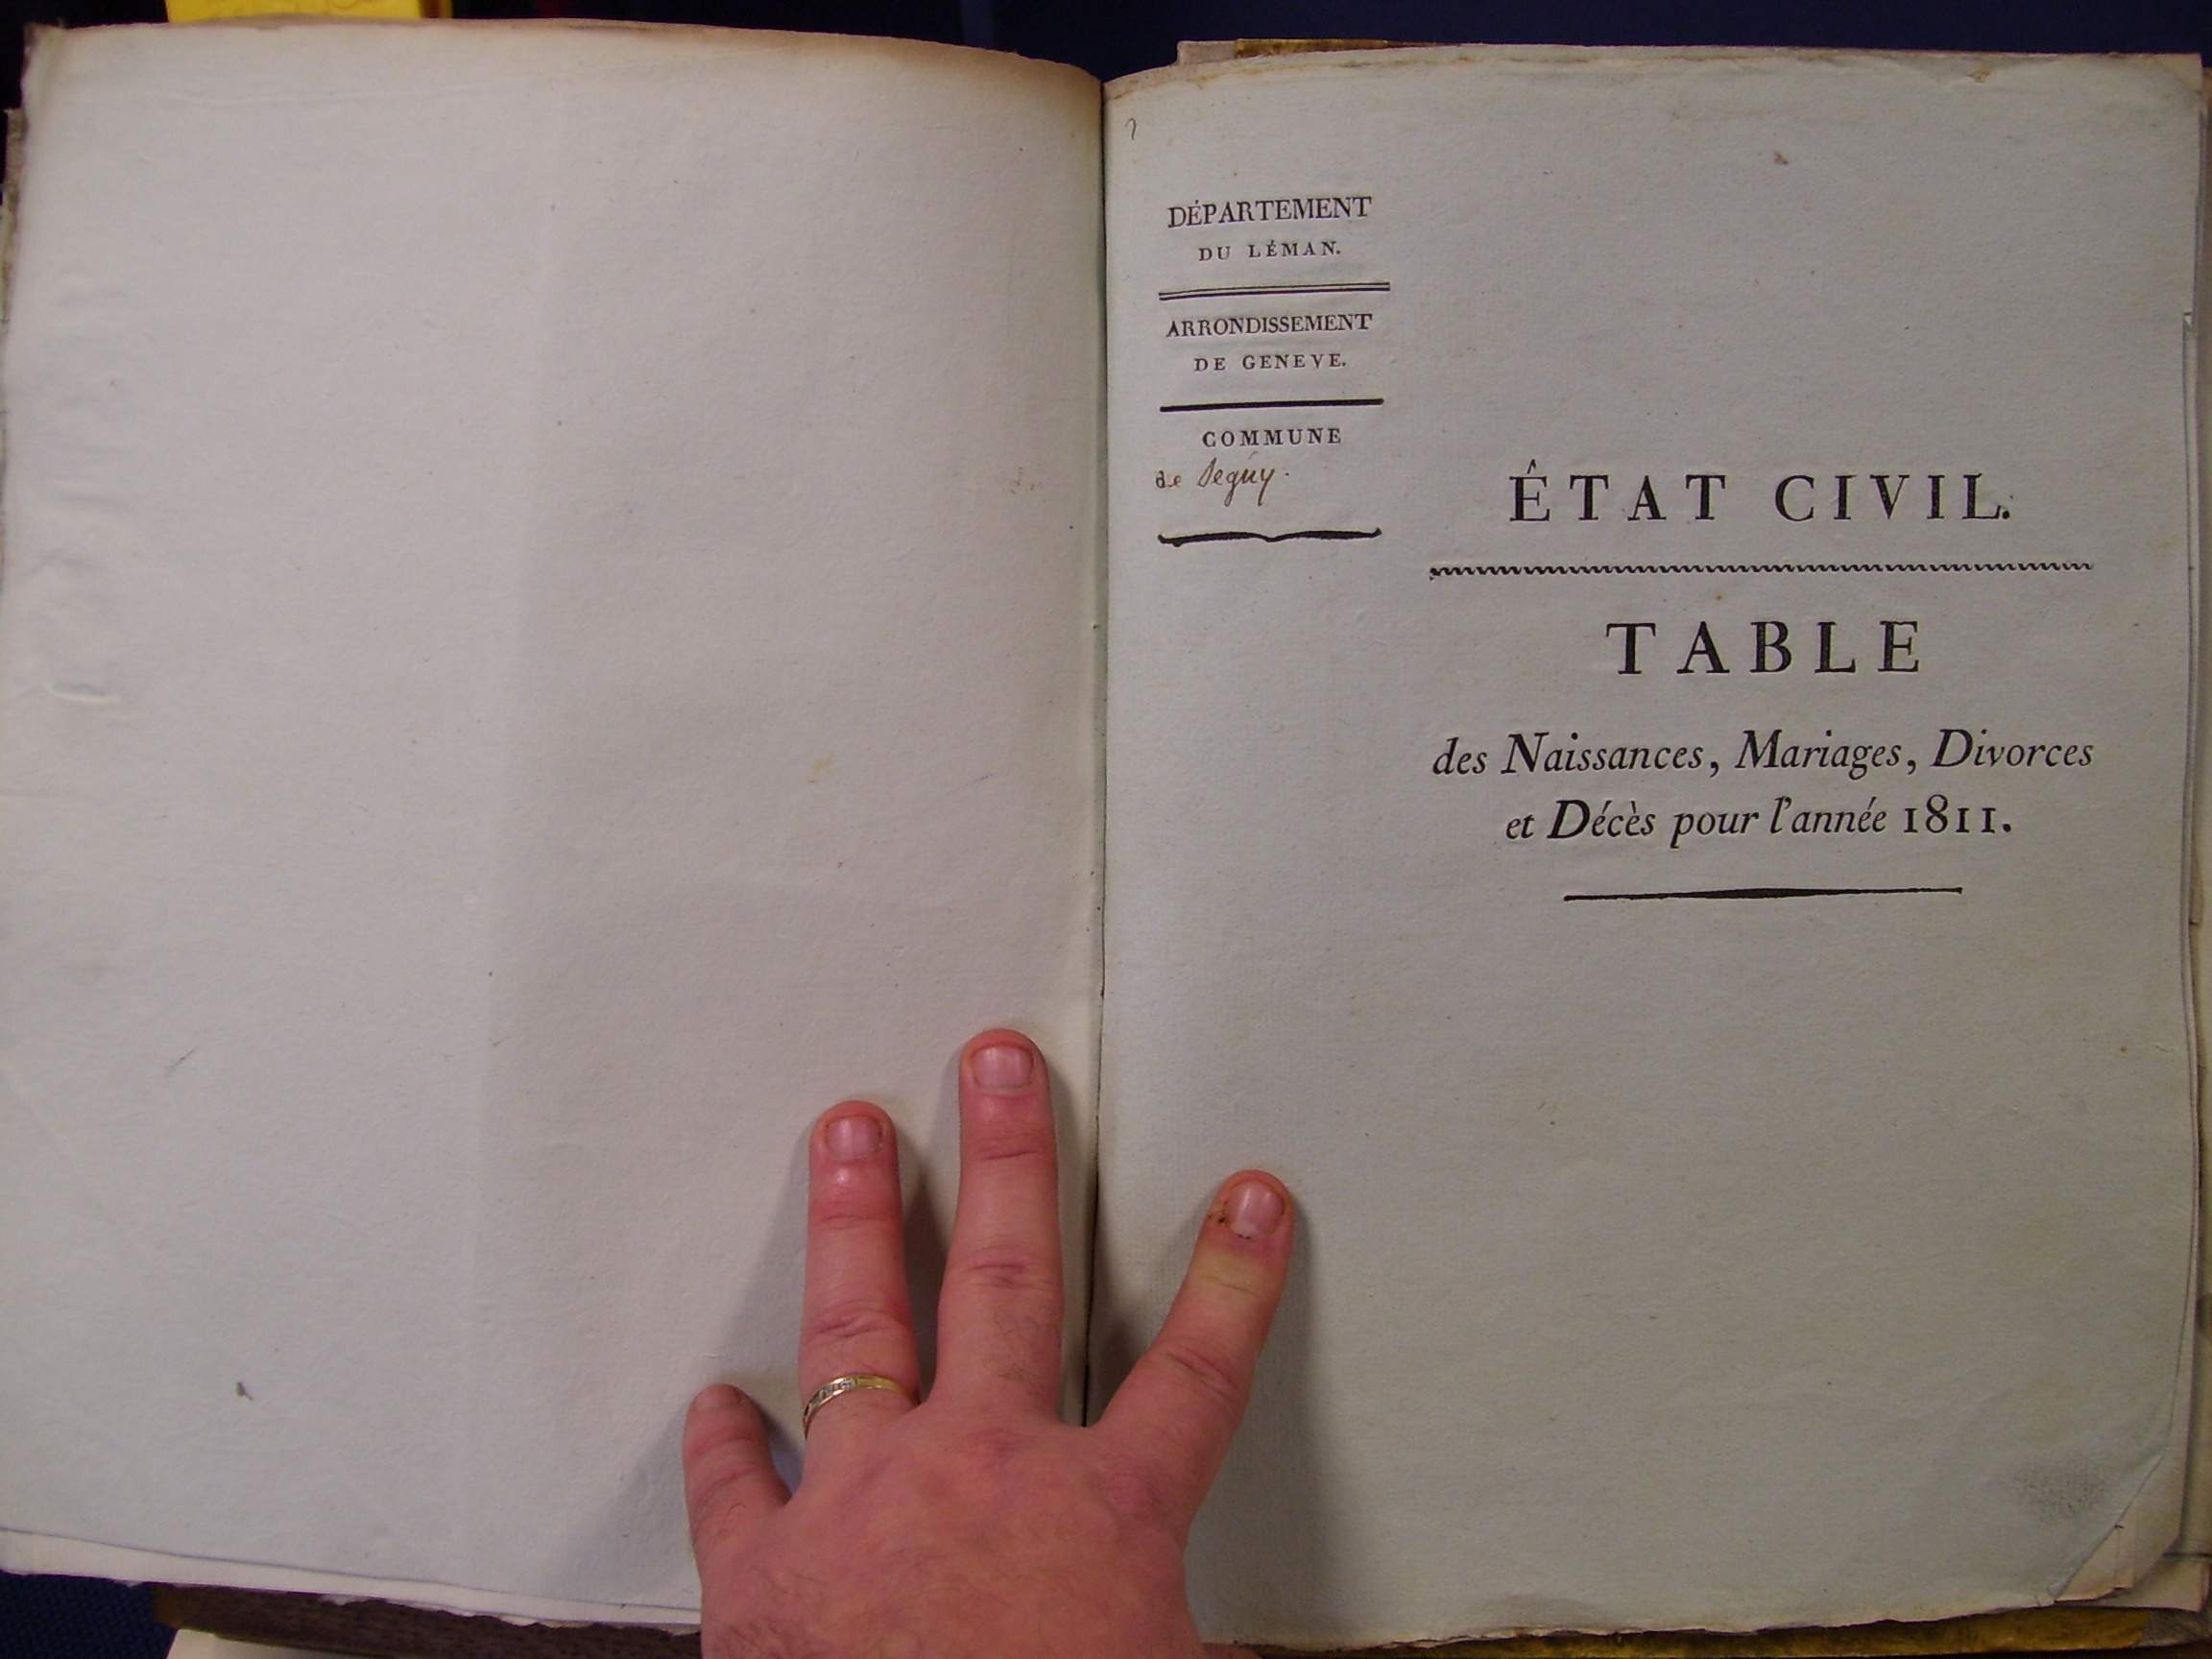 DÉPARTEMENT
DU LÉMAN.
ARRONDISSEMENT
DE GENEVE.
COMMUNE
de Segny.
ÉTAT CIVIL.
TABLE
des Naissances, Mariages, Divorces
et Décès pour l'année 1811.